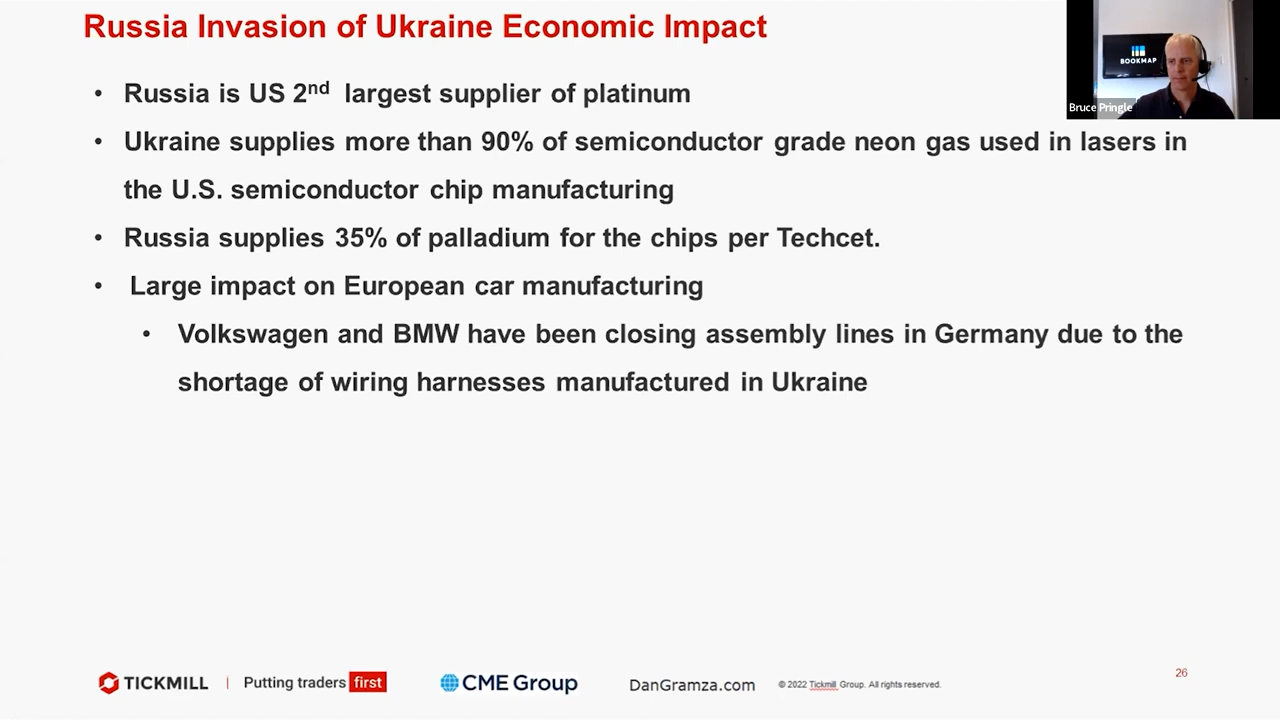 Russia Invasion of Ukraine Economic Impact
BOOKMAP
Bruce Pringle
• Russia is US 2nd largest supplier of platinum
• Ukraine supplies more than 90% of semiconductor grade neon gas used in lasers in
the U.S. semiconductor chip manufacturing
• Russia supplies 35% of palladium for the chips per Techcet.
• Large impact on European car manufacturing
• Volkswagen and BMW have been closing assembly lines in Germany due to the
shortage of wiring harnesses manufactured in Ukraine
TICKMILL | Putting traders first CME Group DanGramza.com © 2022 Tickmill Group. All rights reserved.
26